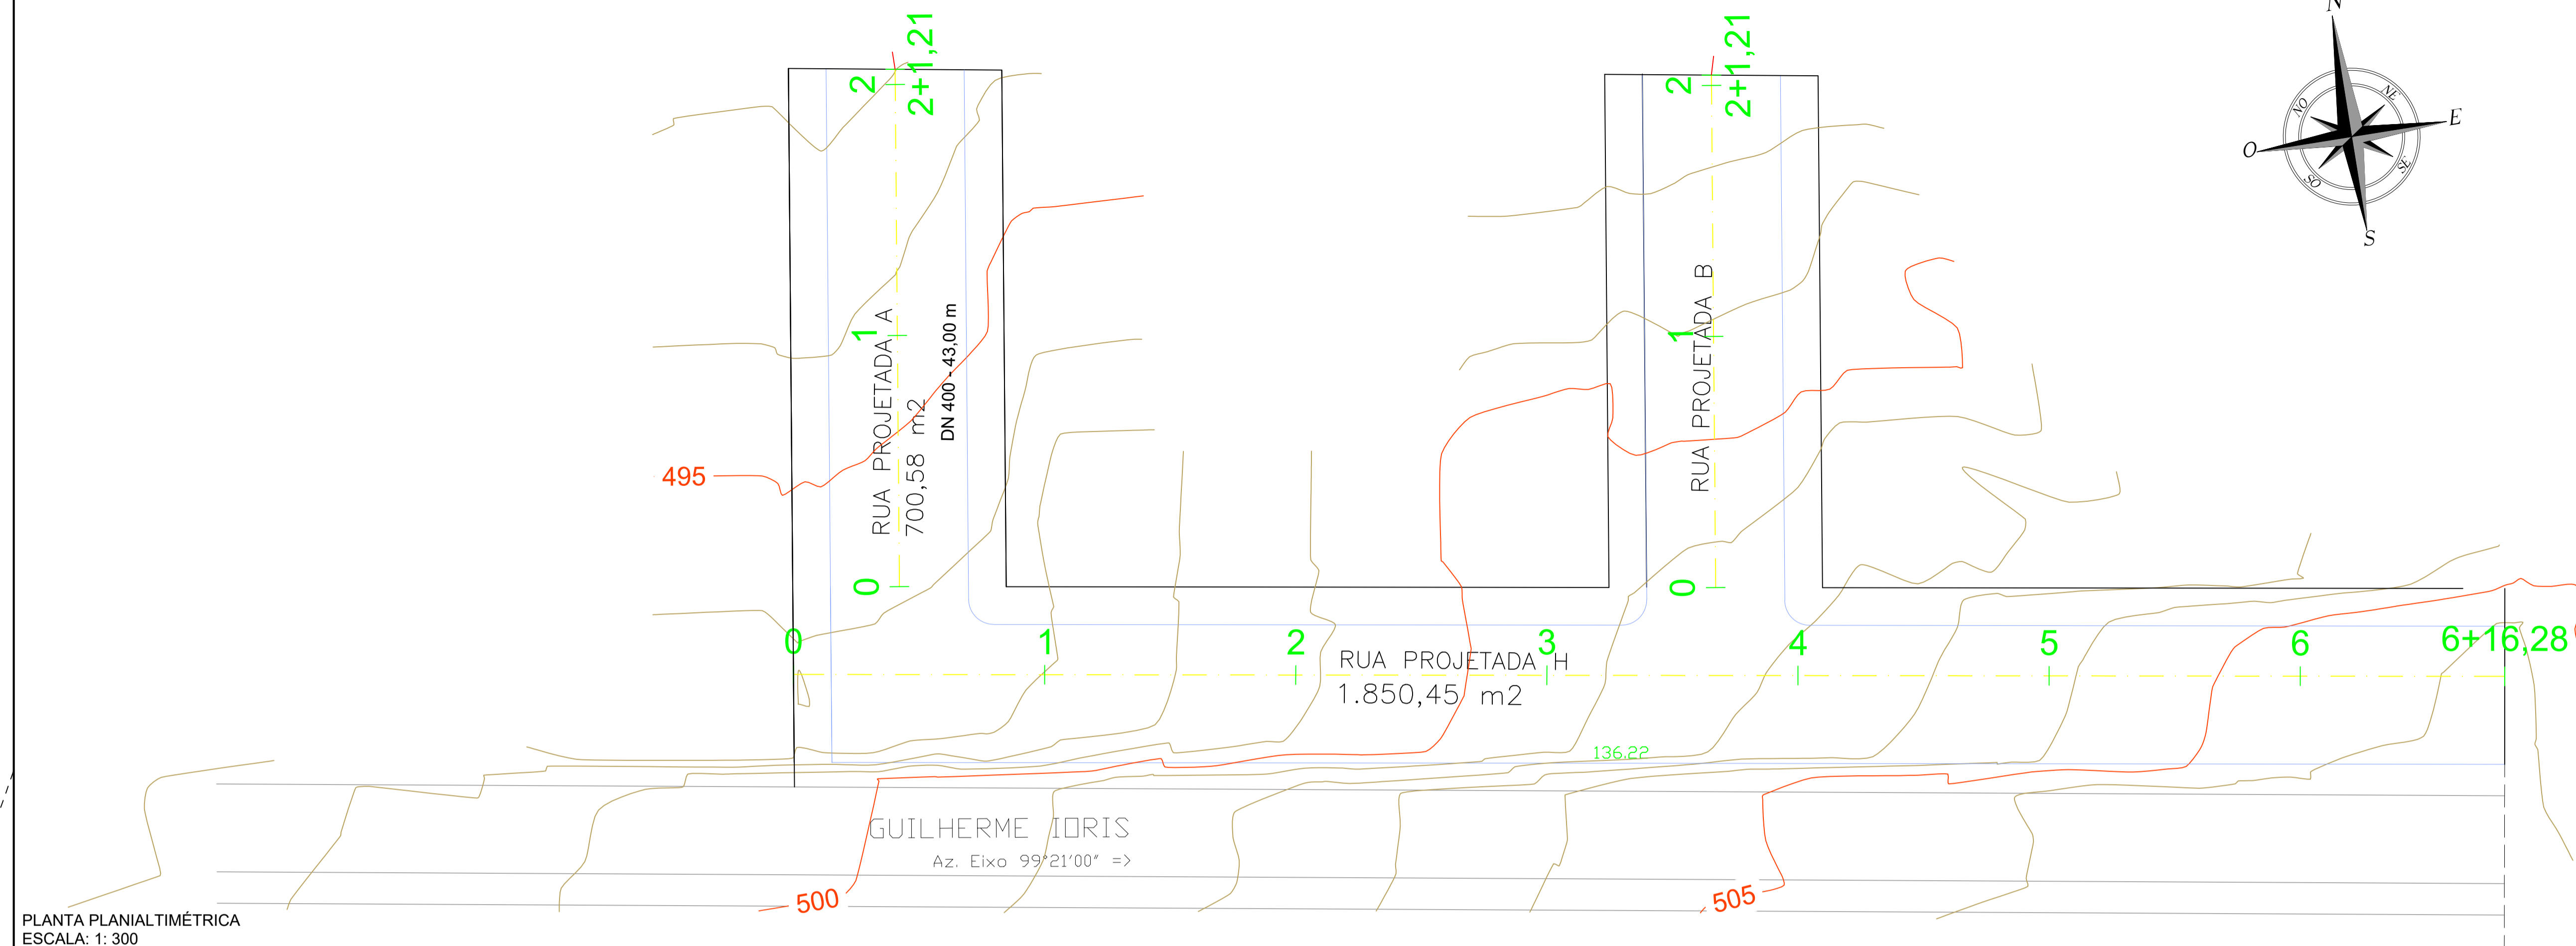 N
NE
E
SE
S
SO
O
NO
2
2+1,21
2
2+1,21
1
1
RUA PROJETADA A
700,58 m2
DN 400 - 43,00 m
RUA PROJETADA B
495
0
0
0
1
2
3
4
5
6
6+16,28
RUA PROJETADA H
1.850,45 m2
136.22
GUILHERME IORIS
Az. Eixo 99°21'00" =>
500
505
PLANTA PLANIALTIMÉTRICA
ESCALA: 1: 300